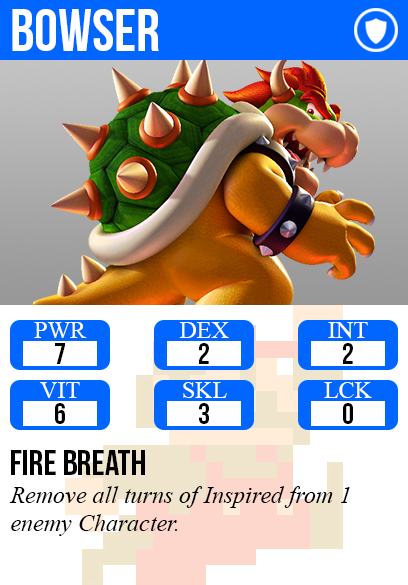 BOWSER
PWR DEX INT
7 2 2
VIT SKL LCK
6 3 0
FIRE BREATH
Remove all turns of Inspired from 1
enemy Character.